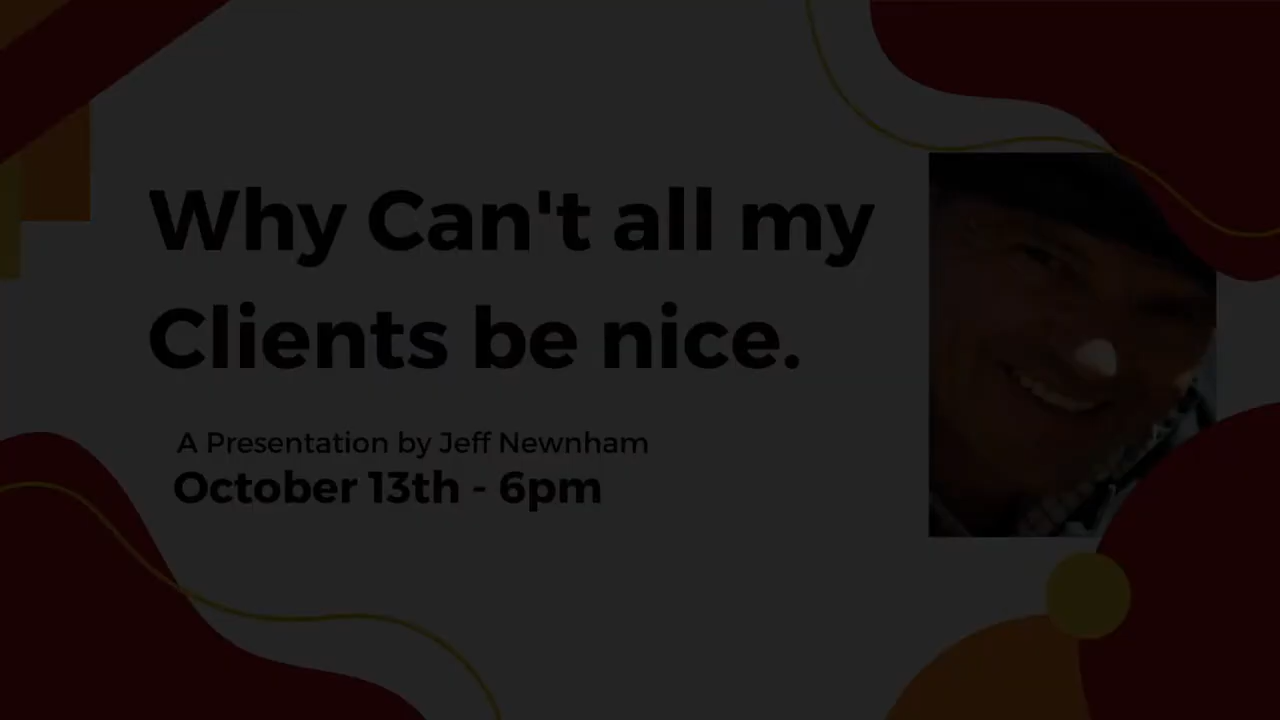 Why Can't all my
Clients be nice.
A Presentation by Jeff Newnham
October 13th - 6pm